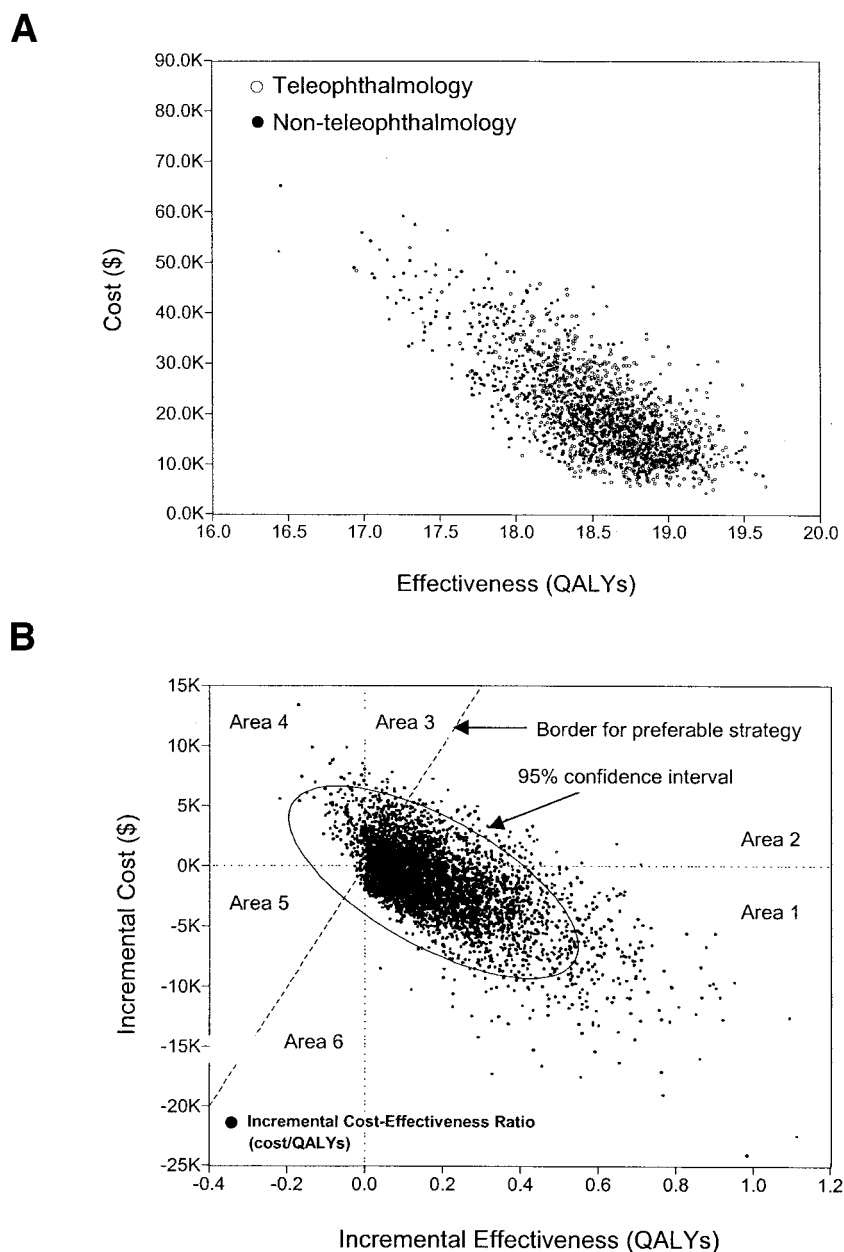 A
90.0K
80.0K
70.0K
60.0K
50.0K
40.0K
30.0K
20.0K
10.0K
0.0K
Cost ($)
Teleophthalmology
Non-teleophthalmology
16.0 16.5 17.0 17.5 18.0 18.5 19.0 19.5 20.0
Effectiveness (QALYs)
B
15K
10K
5K
0K
-5K
-10K
-15K
-20K
-25K
Incremental Cost ($)
Area 4
Area 3
Border for preferable strategy
95% confidence interval
Area 2
Area 5
Area 1
Area 6
Incremental Cost-Effectiveness Ratio
(cost/QALYs)
-0.4 -0.2 0.0 0.2 0.4 0.6 0.8 1.0 1.2
Incremental Effectiveness (QALYs)